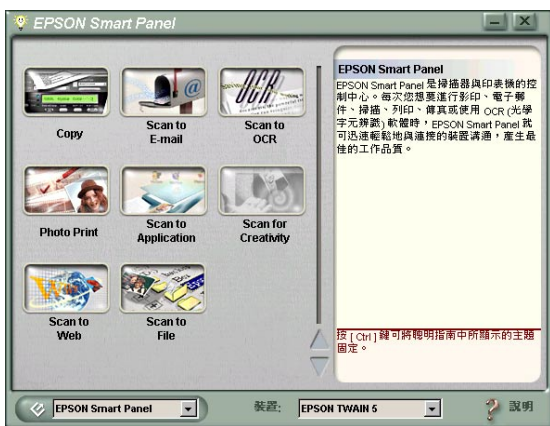 EPSON Smart Panel
Copy
Scan to
E-mail
Scan to
OCR
Photo Print
Scan to
Application
Scan for
Creativity
Scan to
Web
Scan to
File
EPSON Smart Panel
EPSON Smart Panel 是掃描器與印表機的控
制中心。每次您想要進行影印、電子郵
件、掃描、列印、傳真或使用 OCR (光學
字元辨識) 軟體時，EPSON Smart Panel 就
可迅速輕鬆地與連接的裝置溝通，產生最
佳的工作品質。
按 [ Ctrl ] 鍵可將聰明指南中所顯示的主題
固定。
EPSON Smart Panel
裝置:
EPSON TWAIN 5
說明